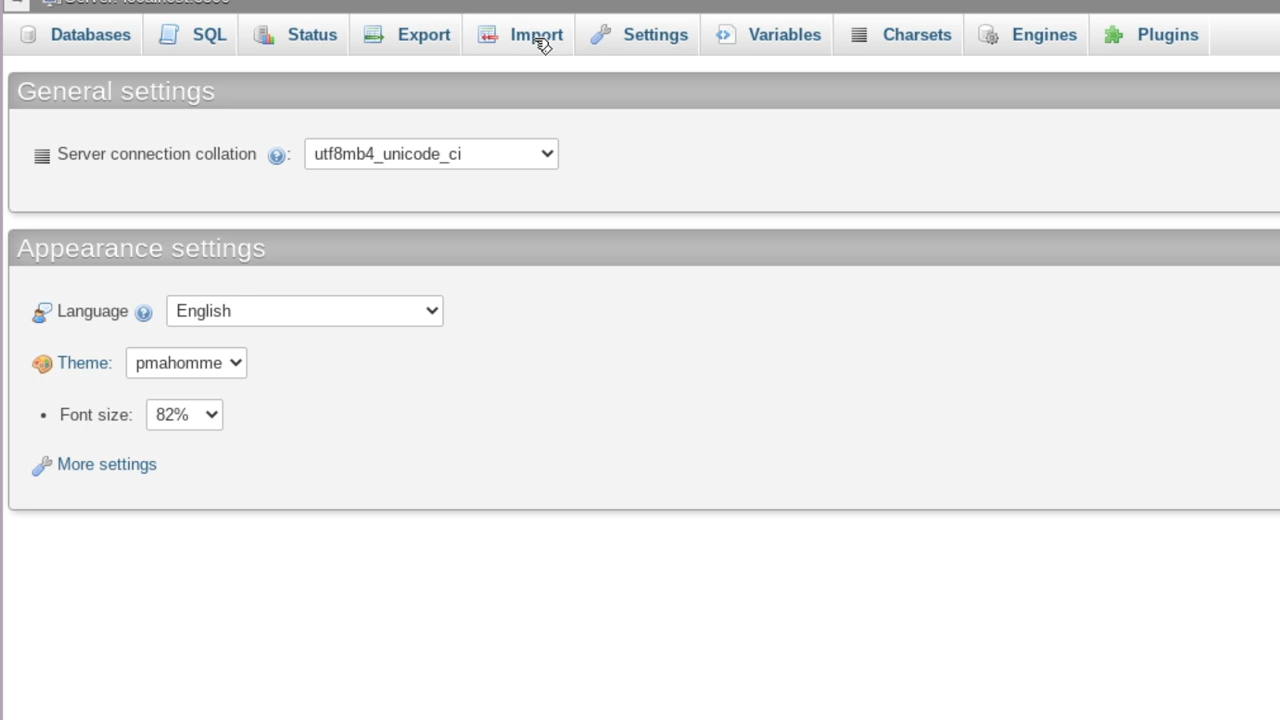 Databases SQL Status Export Import Settings Variables Charsets Engines Plugins
General settings
Server connection collation : utf8mb4_unicode_ci
Appearance settings
Language English
Theme: pmahomme
• Font size: 82%
More settings